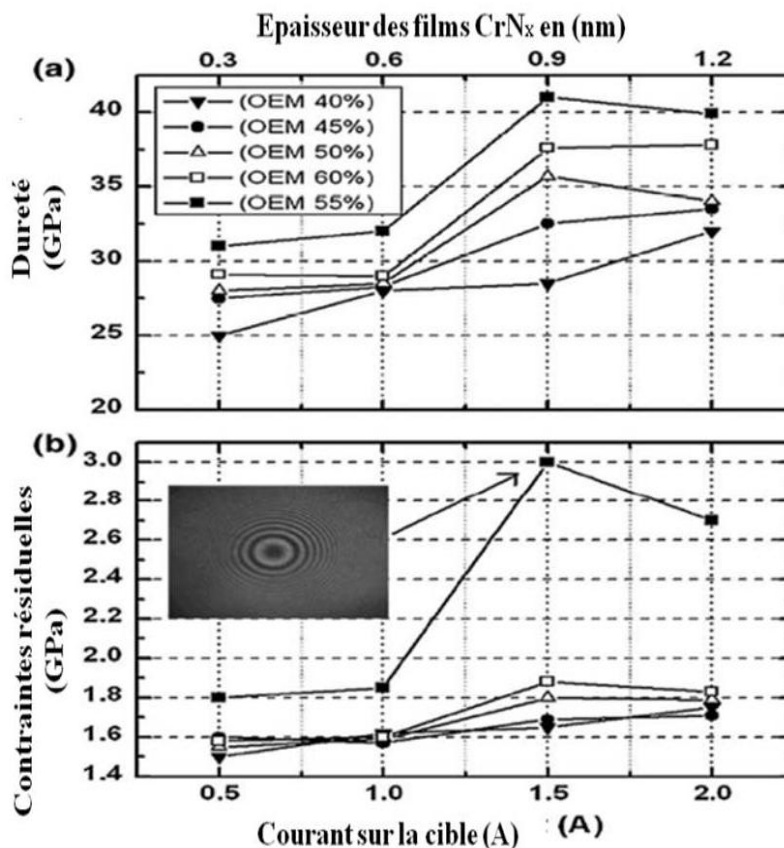 Epaisseur des films CrNx en (nm)
(a)
0.3 0.6 0.9 1.2
40
35
30
25
20
Dureté
(GPa)
(OEM 40%)
(OEM 45%)
(OEM 50%)
(OEM 60%)
(OEM 55%)
(b)
3.0
2.8
2.6
2.4
2.2
2.0
1.8
1.6
1.4
Contraintes résiduelles
(GPa)
0.5 1.0 1.5 2.0
Courant sur la cible (A) (A)